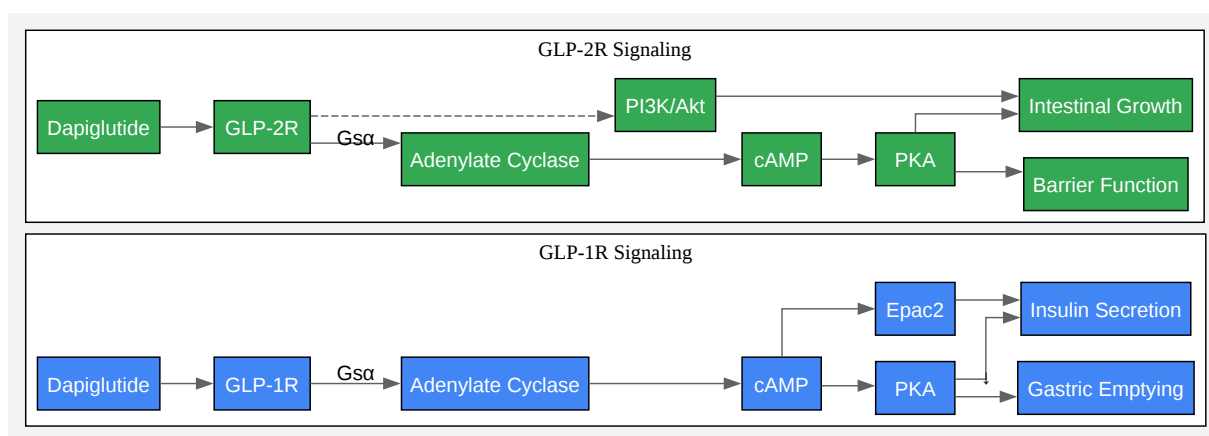 GLP-2R Signaling
Dapiglutide
GLP-2R
Gsα
PI3K/Akt
Adenylate Cyclase
cAMP
PKA
Intestinal Growth
Barrier Function
GLP-1R Signaling
Dapiglutide
GLP-1R
Gsα
Adenylate Cyclase
cAMP
Epac2
PKA
Insulin Secretion
Gastric Emptying